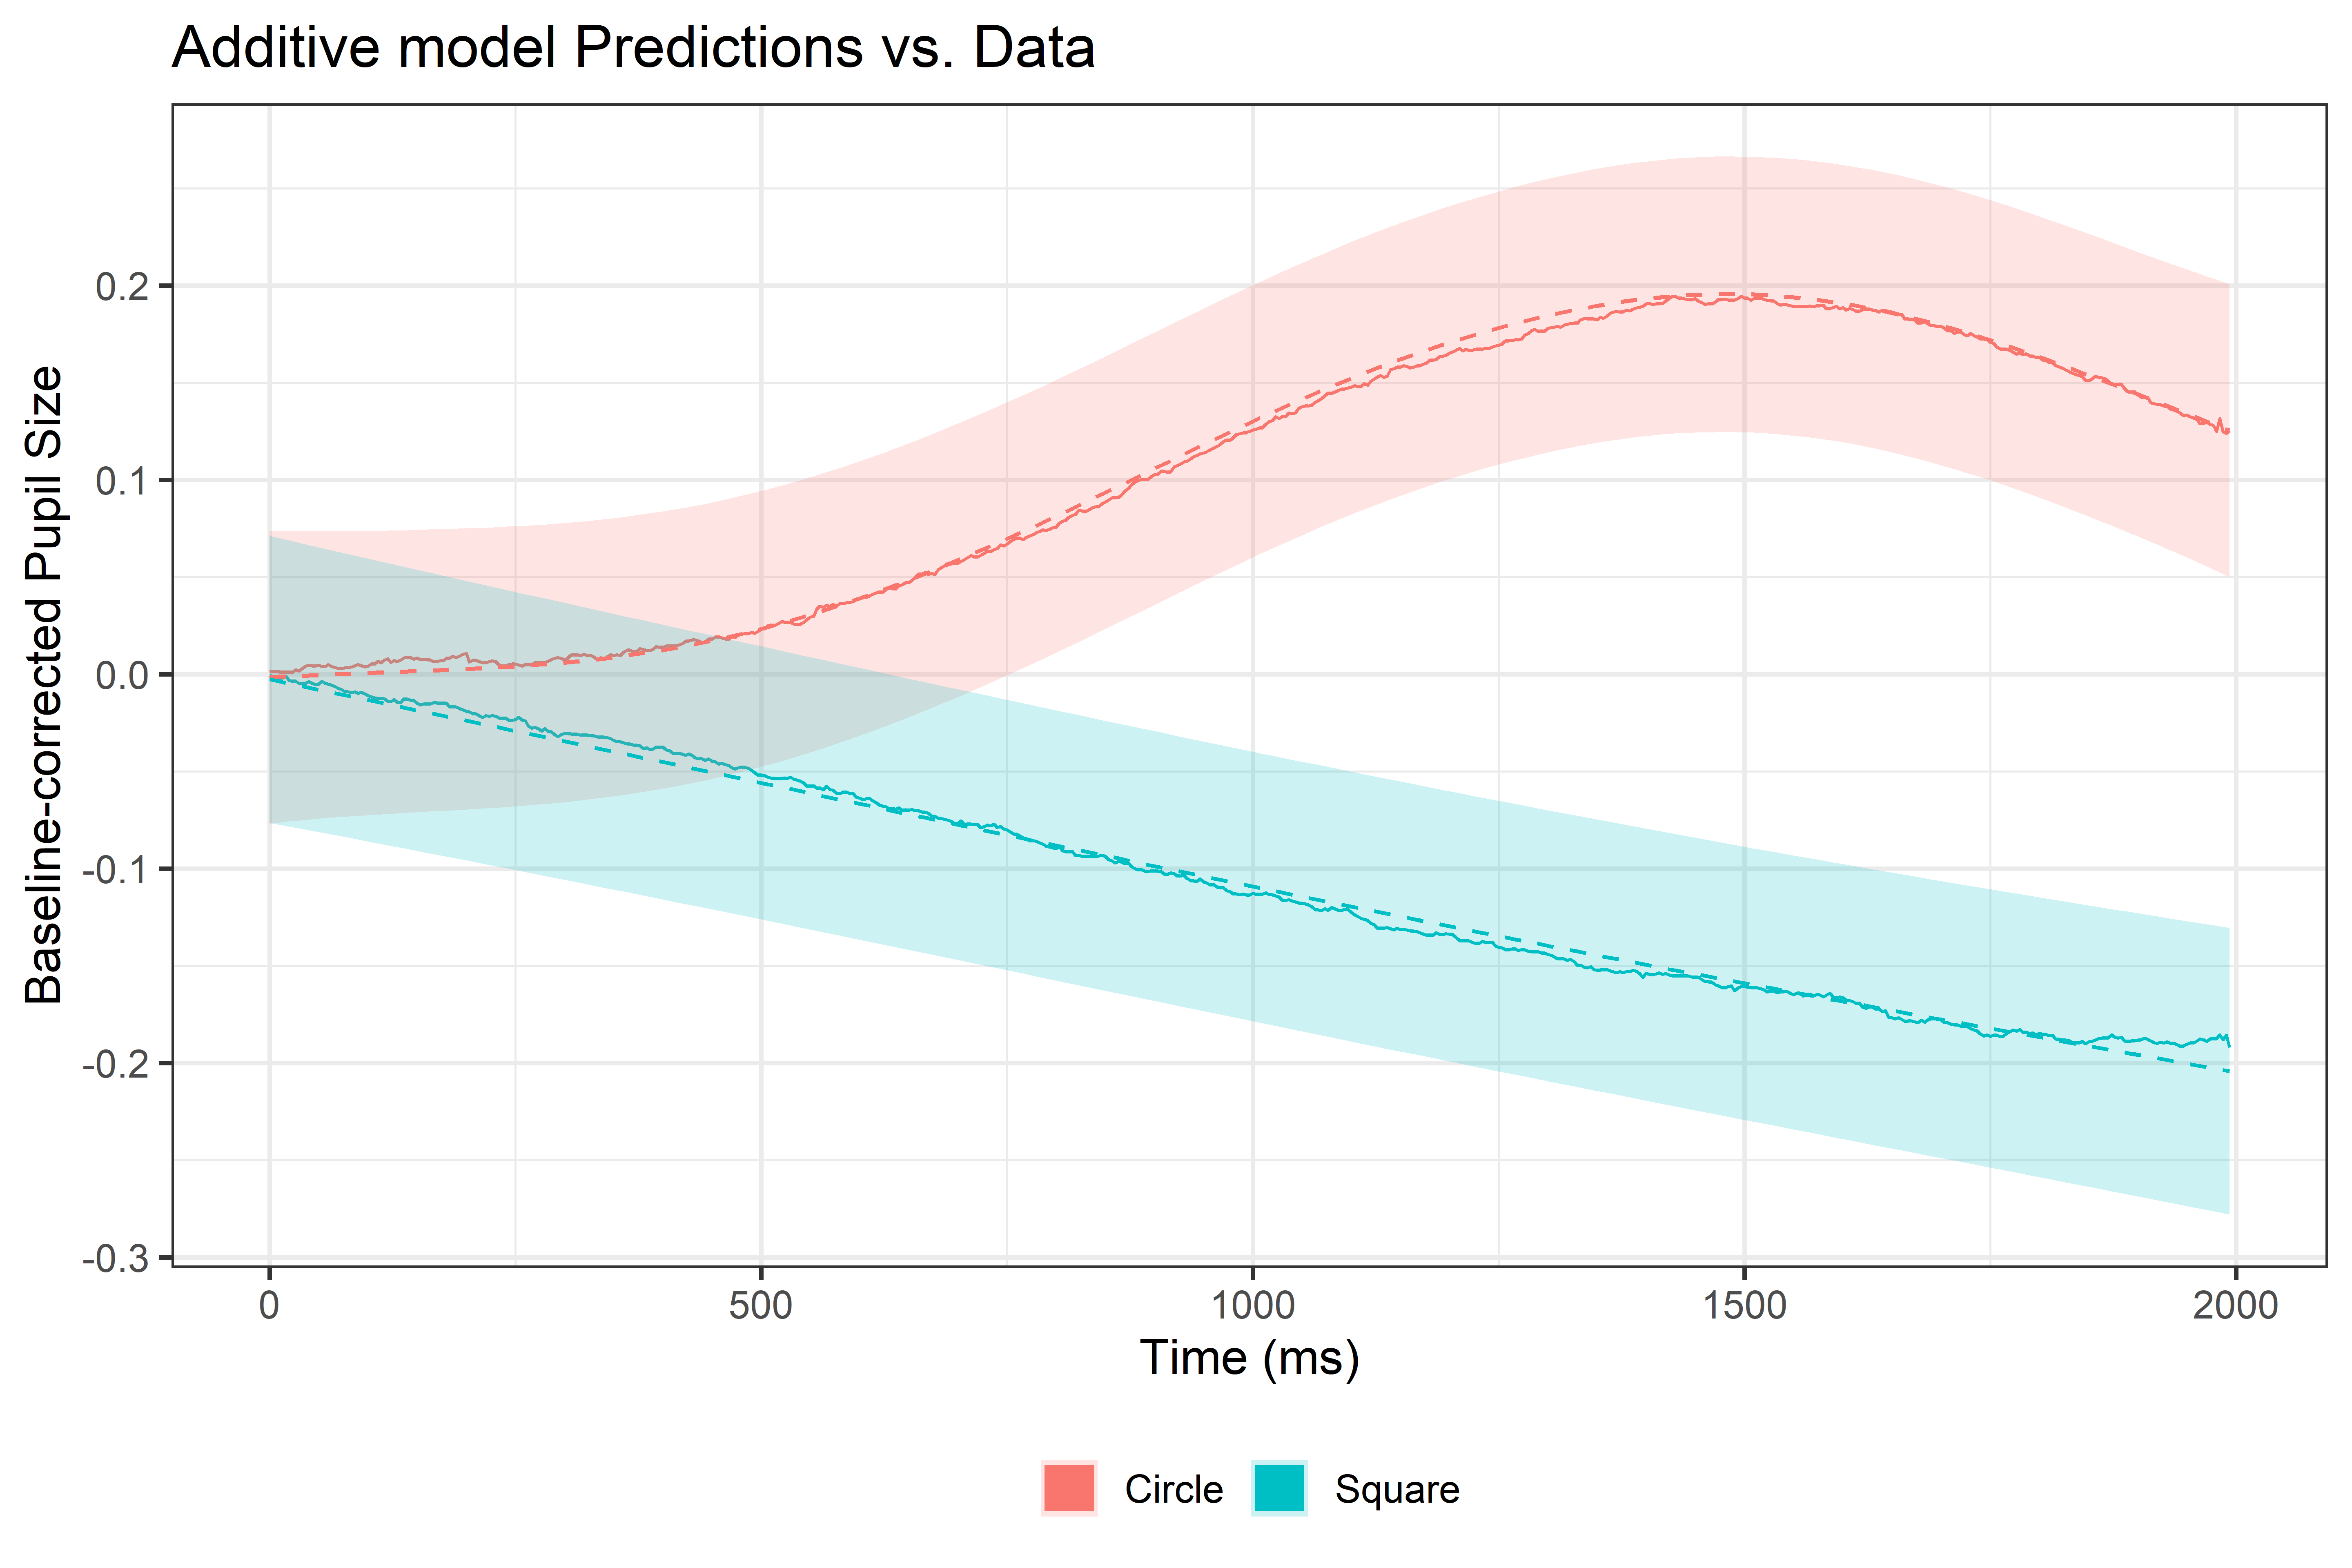 Additive model Predictions vs. Data
Baseline-corrected Pupil Size
0.2
0.1
0.0
-0.1
-0.2
-0.3
0 500 1000 1500 2000
Time (ms)
Circle Square